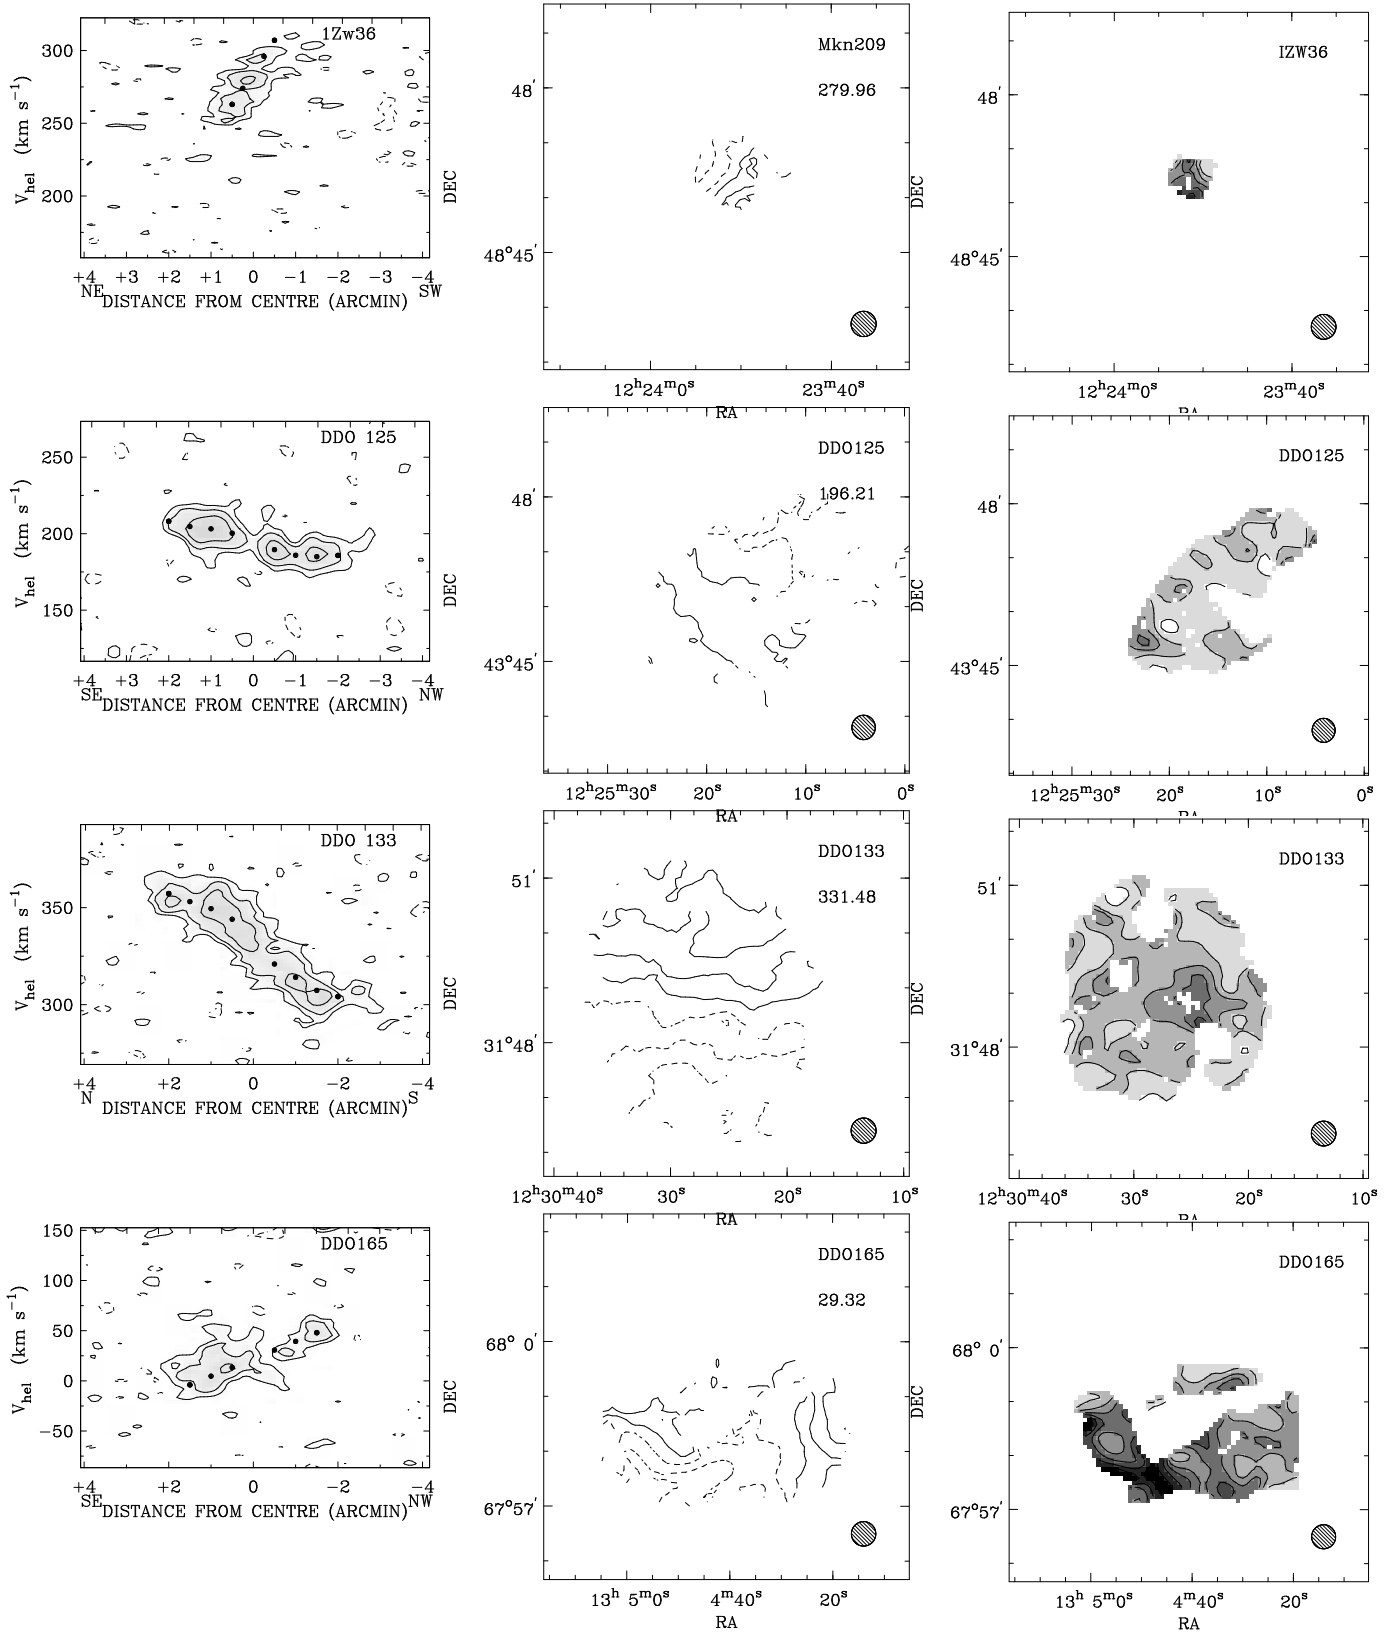 1Zw36
300
250
200
V_hel (km s⁻¹)
+4 +3 +2 +1 0 −1 −2 −3 −4
NE DISTANCE FROM CENTRE (ARCMIN) SW
Mkn209
279.96
48′
48°45′
DEC
12ʰ24ᵐ0ˢ 23ᵐ40ˢ
RA
IZW36
48′
48°45′
DEC
12ʰ24ᵐ0ˢ 23ᵐ40ˢ
RA
DDO 125
250
200
150
V_hel (km s⁻¹)
+4 +3 +2 +1 0 −1 −2 −3 −4
SE DISTANCE FROM CENTRE (ARCMIN) NW
DDO125
196.21
48′
43°45′
DEC
12ʰ25ᵐ30ˢ 20ˢ 10ˢ 0ˢ
RA
DDO125
48′
43°45′
DEC
12ʰ25ᵐ30ˢ 20ˢ 10ˢ 0ˢ
RA
DDO 133
350
300
V_hel (km s⁻¹)
+4 +2 0 −2 −4
N DISTANCE FROM CENTRE (ARCMIN) S
DDO133
331.48
51′
31°48′
DEC
12ʰ30ᵐ40ˢ 30ˢ 20ˢ 10ˢ
RA
DDO133
51′
31°48′
DEC
12ʰ30ᵐ40ˢ 30ˢ 20ˢ 10ˢ
RA
DDO165
150
100
50
0
−50
V_hel (km s⁻¹)
+4 +2 0 −2 −4
SE DISTANCE FROM CENTRE (ARCMIN) NW
DDO165
29.32
68° 0′
67°57′
DEC
13ʰ 5ᵐ0ˢ 4ᵐ40ˢ 20ˢ
RA
DDO165
68° 0′
67°57′
DEC
13ʰ 5ᵐ0ˢ 4ᵐ40ˢ 20ˢ
RA